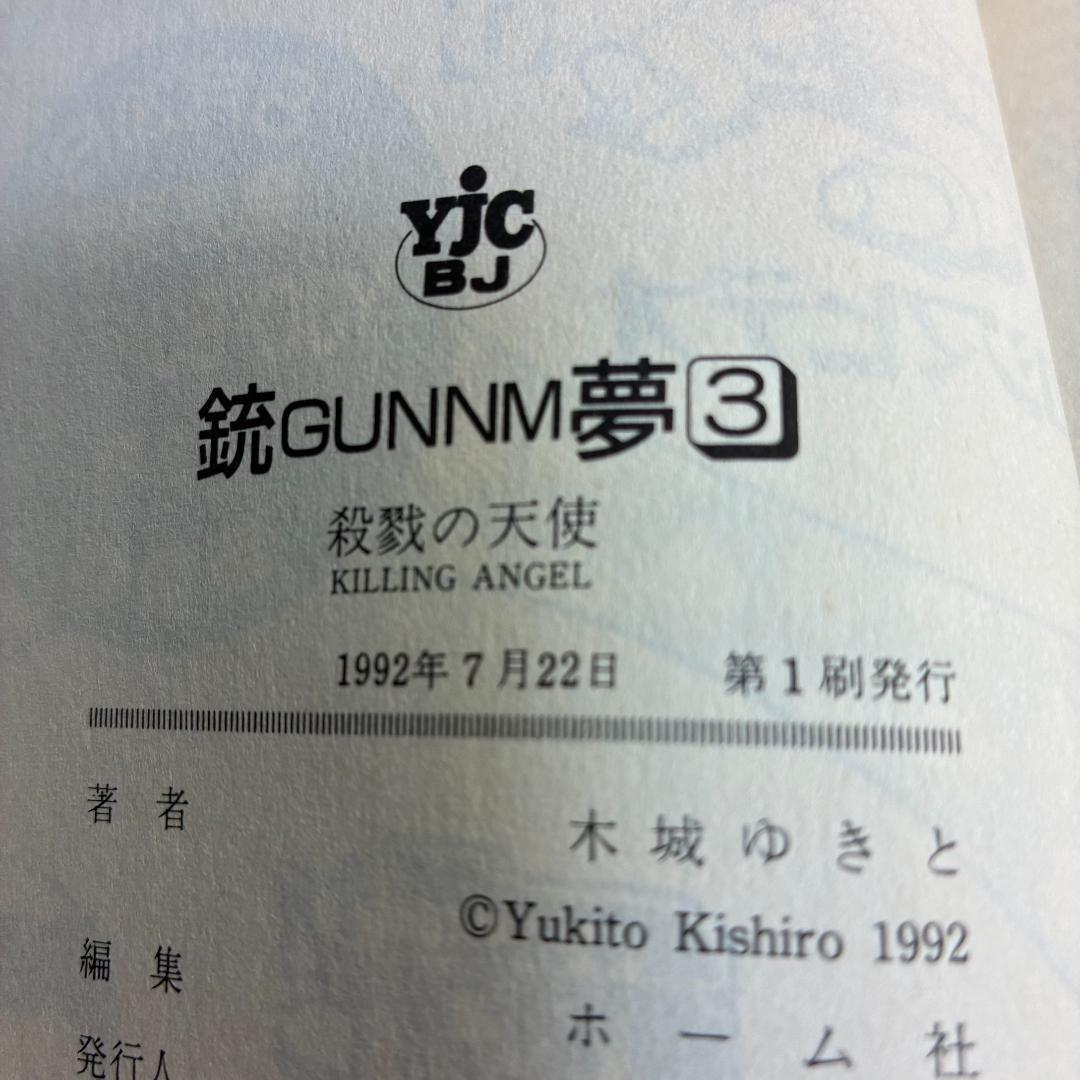 YJC
BJ
銃GUNNM夢3
殺戮の天使
KILLING ANGEL
1992年7月22日 第1刷発行
著者 木城ゆきと
©Yukito Kishiro 1992
編集 ホーム社
発行人